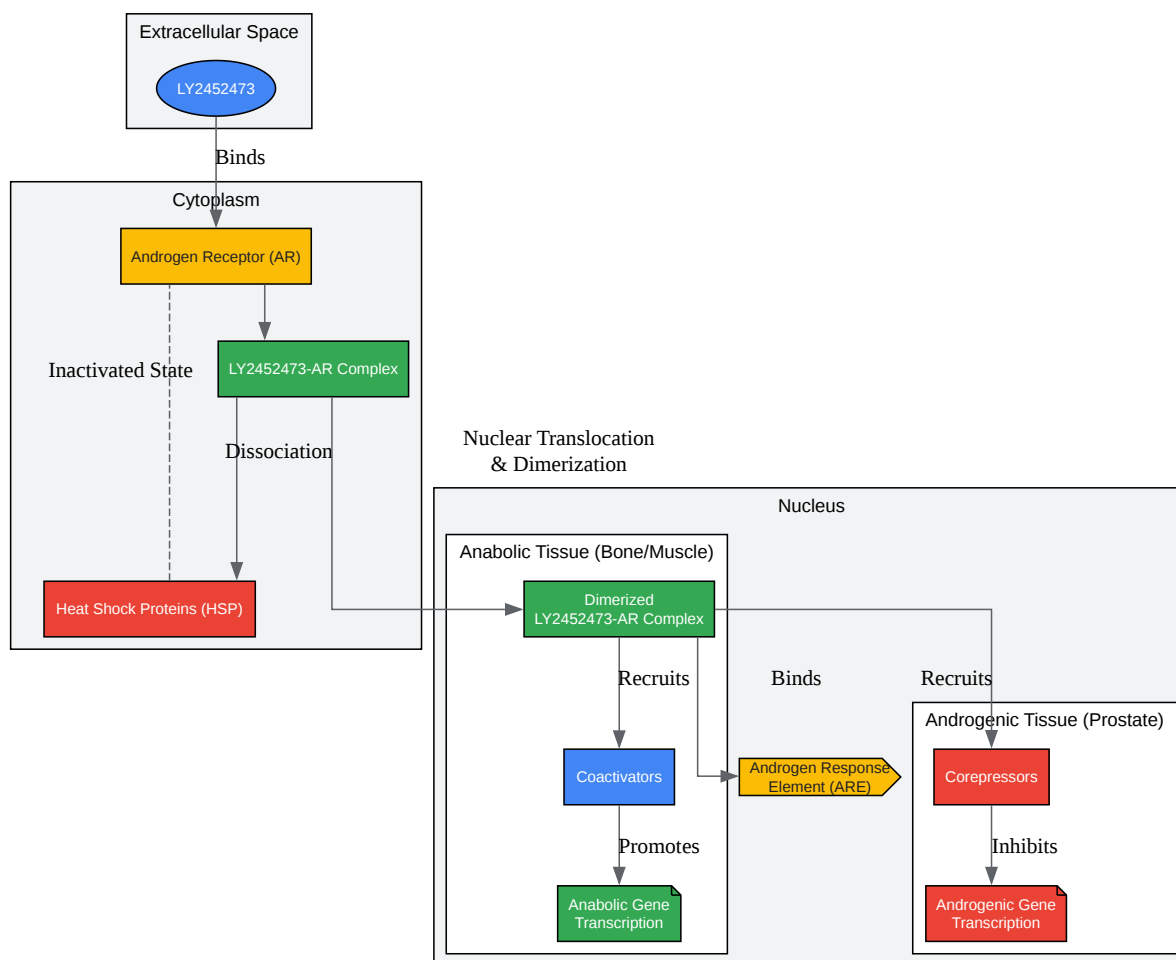 Extracellular Space
LY2452473
Binds
Cytoplasm
Androgen Receptor (AR)
Inactivated State
LY2452473-AR Complex
Dissociation
Heat Shock Proteins (HSP)
Nuclear Translocation
& Dimerization
Nucleus
Anabolic Tissue (Bone/Muscle)
Dimerized
LY2452473-AR Complex
Recruits
Binds
Recruits
Androgenic Tissue (Prostate)
Coactivators
Androgen Response
Element (ARE)
Corepressors
Promotes
Inhibits
Anabolic Gene
Transcription
Androgenic Gene
Transcription